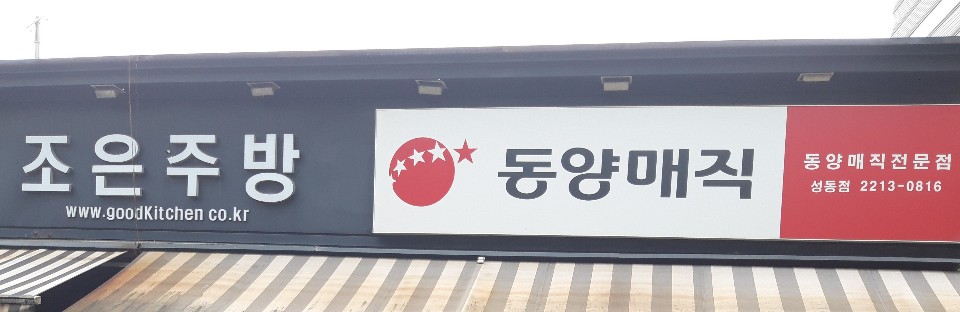 조은주방
www.goodKitchen co.kr
동양매직
동양매직전문점
성동점 2213-0816